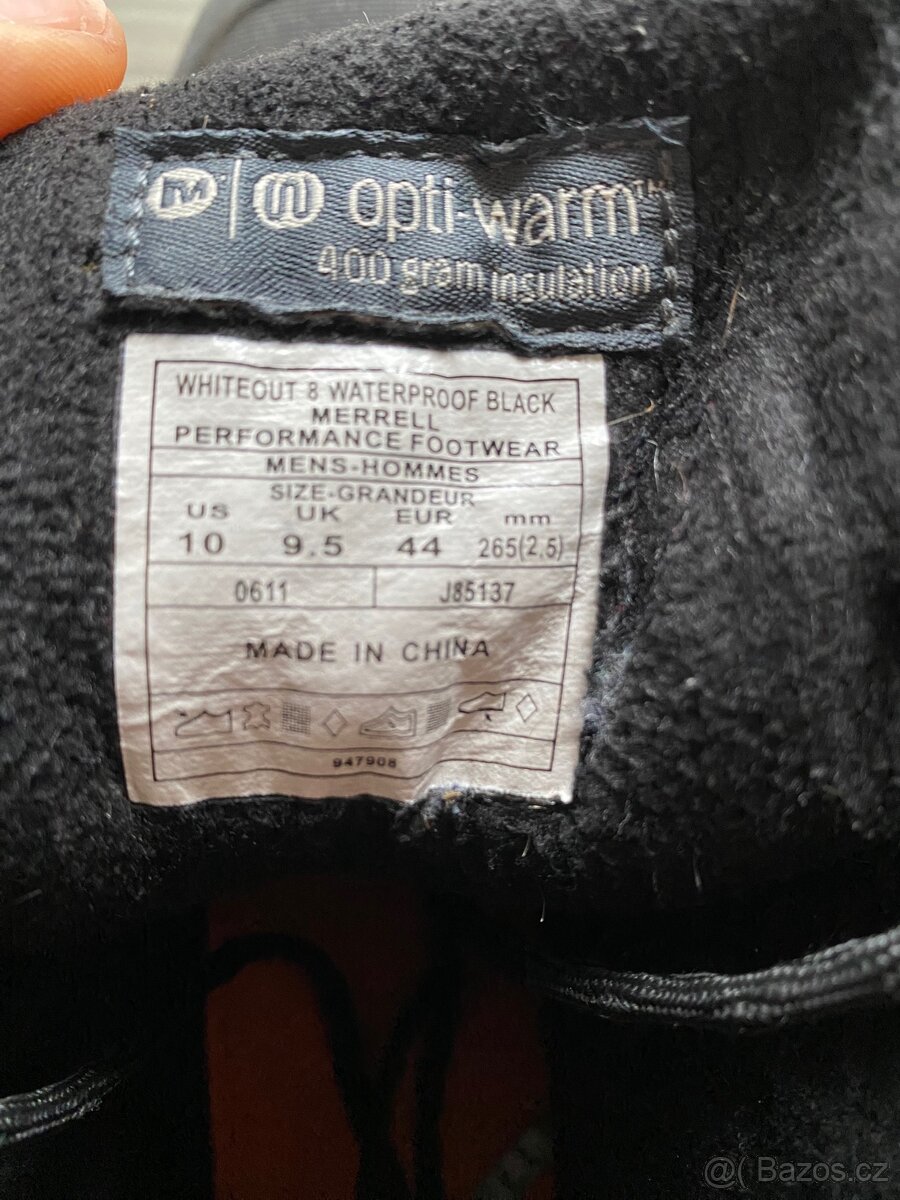 M opti-warm™
400 gram insulation
WHITEOUT 8 WATERPROOF BLACK
MERRELL
PERFORMANCE FOOTWEAR
MENS-HOMMES
SIZE-GRANDEUR
US UK EUR mm
10 9.5 44 265(2.5)
0611 J85137
MADE IN CHINA
947908
@( Bazos.cz